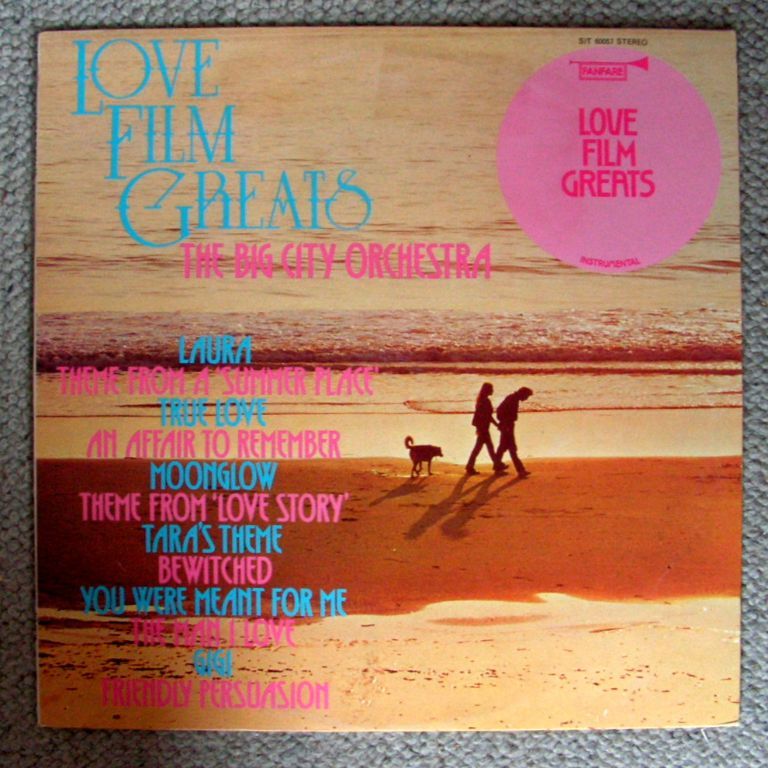 LOVE
FILM
GREATS
THE BIG CITY ORCHESTRA
SIT 60051 STEREO
FANFARE
LOVE
FILM
GREATS
INSTRUMENTAL
LAURA
THEME FROM A 'SUMMER PLACE'
TRUE LOVE
AN AFFAIR TO REMEMBER
MOONGLOW
THEME FROM 'LOVE STORY'
TARA'S THEME
BEWITCHED
YOU WERE MEANT FOR ME
THE MAN I LOVE
GIGI
FRIENDLY PERSUASION